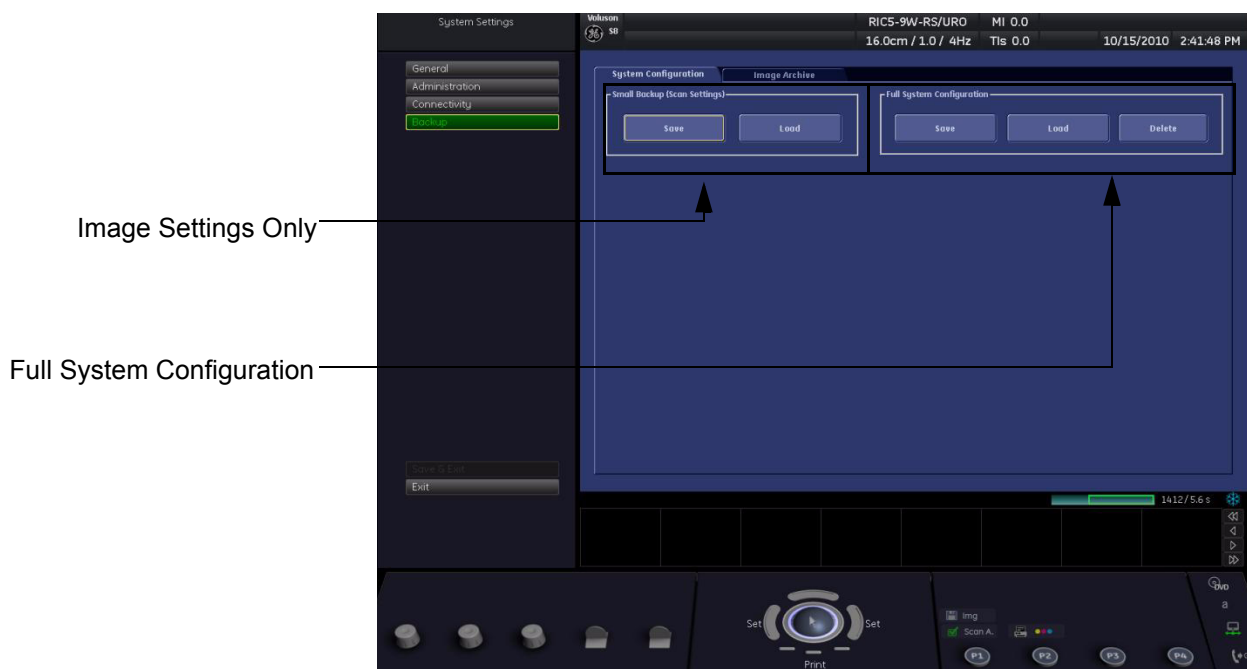 System Settings
Voluson
S8
RIC5-9W-RS/URO MI 0.0
16.0cm / 1.0 / 4Hz TIs 0.0 10/15/2010 2:41:48 PM
General
Administration
Connectivity
Backup
System Configuration Image Archive
Small Backup (Scan Settings) Full System Configuration
Save Load Save Load Delete
Image Settings Only
Full System Configuration
Save & Exit
Exit
1412/5.6 s
DVD
a
Img
Set Set
Scan A.
P1 P2 P3 P4
Print